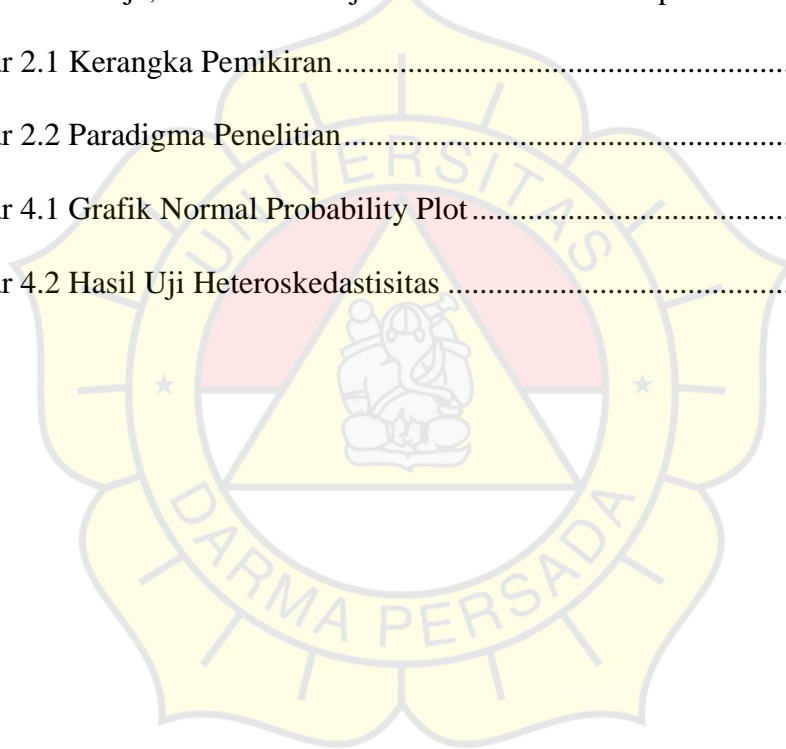 r 2.1 Kerangka Pemikiran
r 2.2 Paradigma Penelitian
r 4.1 Grafik Normal Probability Plot
r 4.2 Hasil Uji Heteroskedastisitas
UNIVERSITAS
DARMA PERSADA